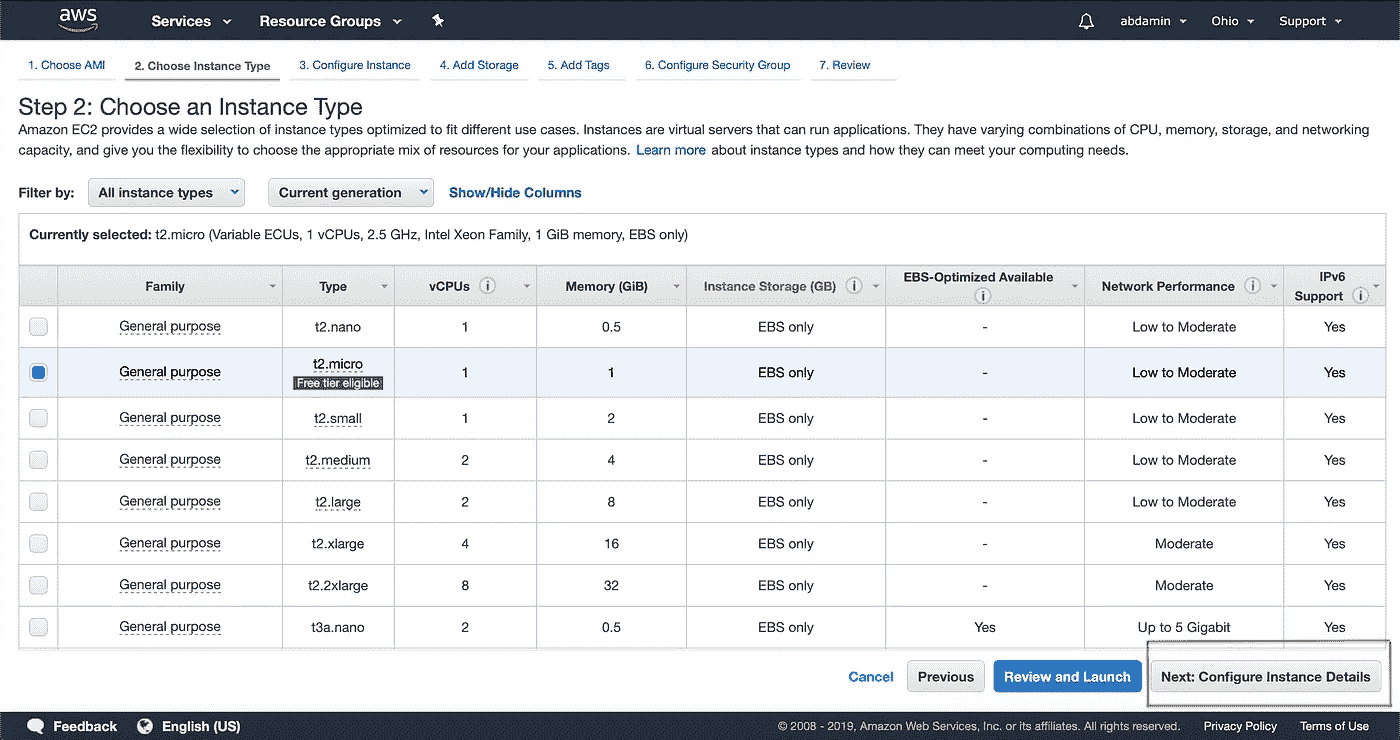 aws Services Resource Groups abdamin Ohio Support
1. Choose AMI 2. Choose Instance Type 3. Configure Instance 4. Add Storage 5. Add Tags 6. Configure Security Group 7. Review
Step 2: Choose an Instance Type
Amazon EC2 provides a wide selection of instance types optimized to fit different use cases. Instances are virtual servers that can run applications. They have varying combinations of CPU, memory, storage, and networking
capacity, and give you the flexibility to choose the appropriate mix of resources for your applications. Learn more about instance types and how they can meet your computing needs.
Filter by: All instance types Current generation Show/Hide Columns
Currently selected: t2.micro (Variable ECUs, 1 vCPUs, 2.5 GHz, Intel Xeon Family, 1 GiB memory, EBS only)
Family Type vCPUs i Memory (GiB) Instance Storage (GB) i EBS-Optimized Available i Network Performance i IPv6 Support i
General purpose t2.nano 1 0.5 EBS only - Low to Moderate Yes
General purpose t2.micro Free tier eligible 1 1 EBS only - Low to Moderate Yes
General purpose t2.small 1 2 EBS only - Low to Moderate Yes
General purpose t2.medium 2 4 EBS only - Low to Moderate Yes
General purpose t2.large 2 8 EBS only - Low to Moderate Yes
General purpose t2.xlarge 4 16 EBS only - Moderate Yes
General purpose t2.2xlarge 8 32 EBS only - Moderate Yes
General purpose t3a.nano 2 0.5 EBS only Yes Up to 5 Gigabit Yes
Cancel Previous Review and Launch Next: Configure Instance Details
Feedback English (US) © 2008 - 2019, Amazon Web Services, Inc. or its affiliates. All rights reserved. Privacy Policy Terms of Use